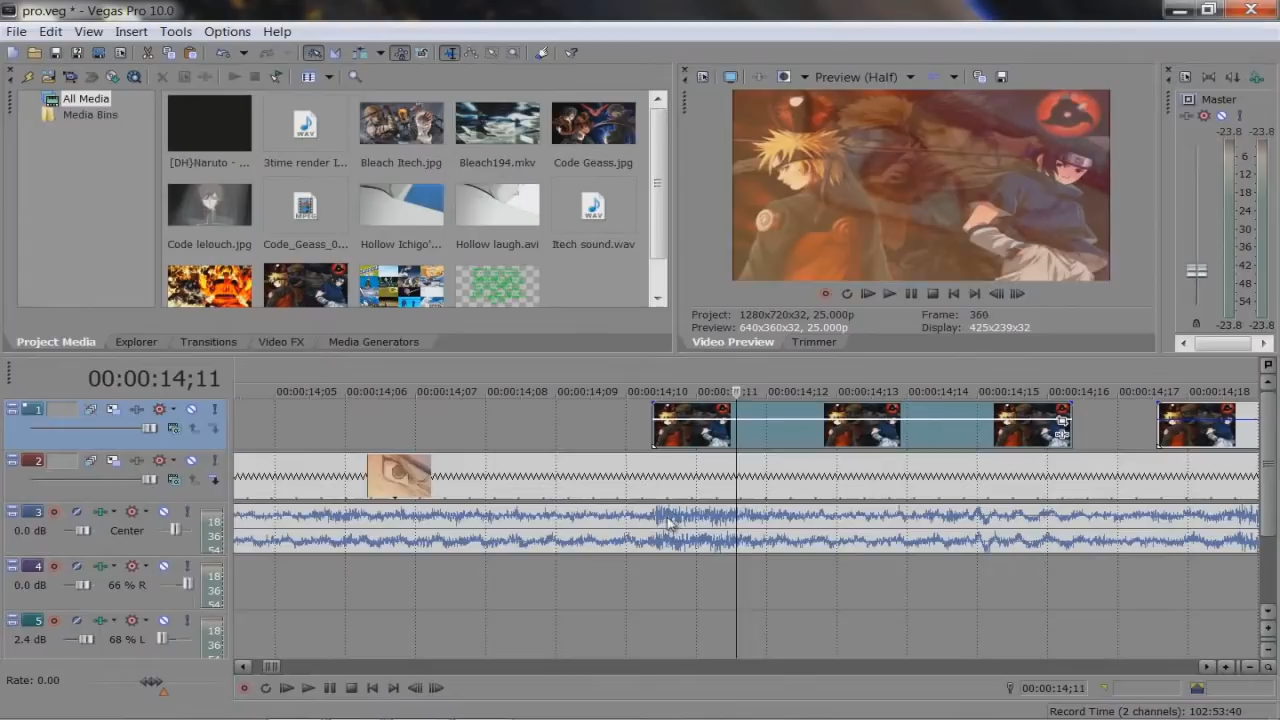 pro.veg * - Vegas Pro 10.0
File Edit View Insert Tools Options Help
Preview (Half)
All Media
Media Bins
Master
-23.8 -23.8
6
12
18
24
30
36
42
48
54
-23.8 -23.8
[DH}Naruto - ... 3time render I... Bleach Itech.jpg Bleach194.mkv Code Geass.jpg
WAV
Code lelouch.jpg Code_Geass_0... Hollow Ichigo'... Hollow laugh.avi Itech sound.wav
MPEG
WAV
Project: 1280x720x32, 25.000p Frame: 360
Preview: 640x360x32, 25.000p Display: 425x239x32
Project Media Explorer Transitions Video FX Media Generators
Video Preview Trimmer
00:00:14;11
00:00:14;05 00:00:14;06 00:00:14;07 00:00:14;08 00:00:14;09 00:00:14;10 00:00:14;12 00:00:14;13 00:00:14;14 00:00:14;15 00:00:14;16 00:00:14;17 00:00:14;18
1
2
3
0.0 dB Center
18
36
54
4
0.0 dB 66 % R
18
36
54
5
2.4 dB 68 % L
18
36
54
Rate: 0.00
00:00:14;11
Record Time (2 channels): 102:53:40